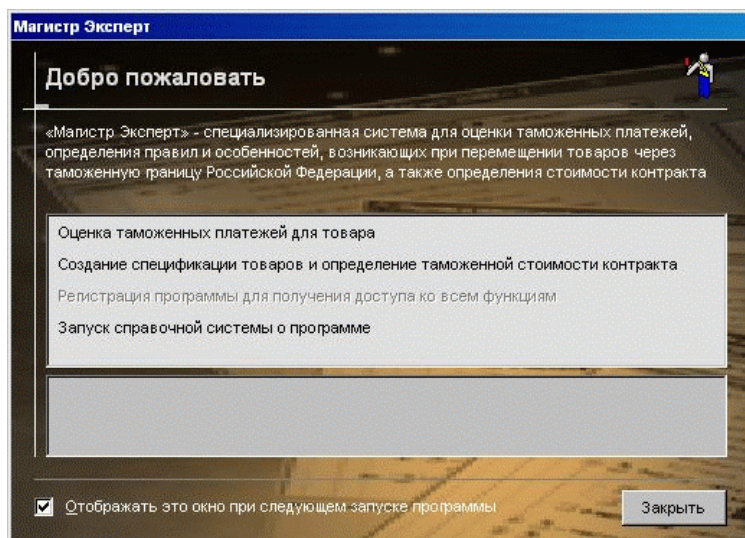 Магистр Эксперт
Добро пожаловать
«Магистр Эксперт» - специализированная система для оценки таможенных платежей,
определения правил и особенностей, возникающих при перемещении товаров через
таможенную границу Российской Федерации, а также определения стоимости контракта
Оценка таможенных платежей для товара
Создание спецификации товаров и определение таможенной стоимости контракта
Регистрация программы для получения доступа ко всем функциям
Запуск справочной системы о программе
Отображать это окно при следующем запуске программы
Закрыть